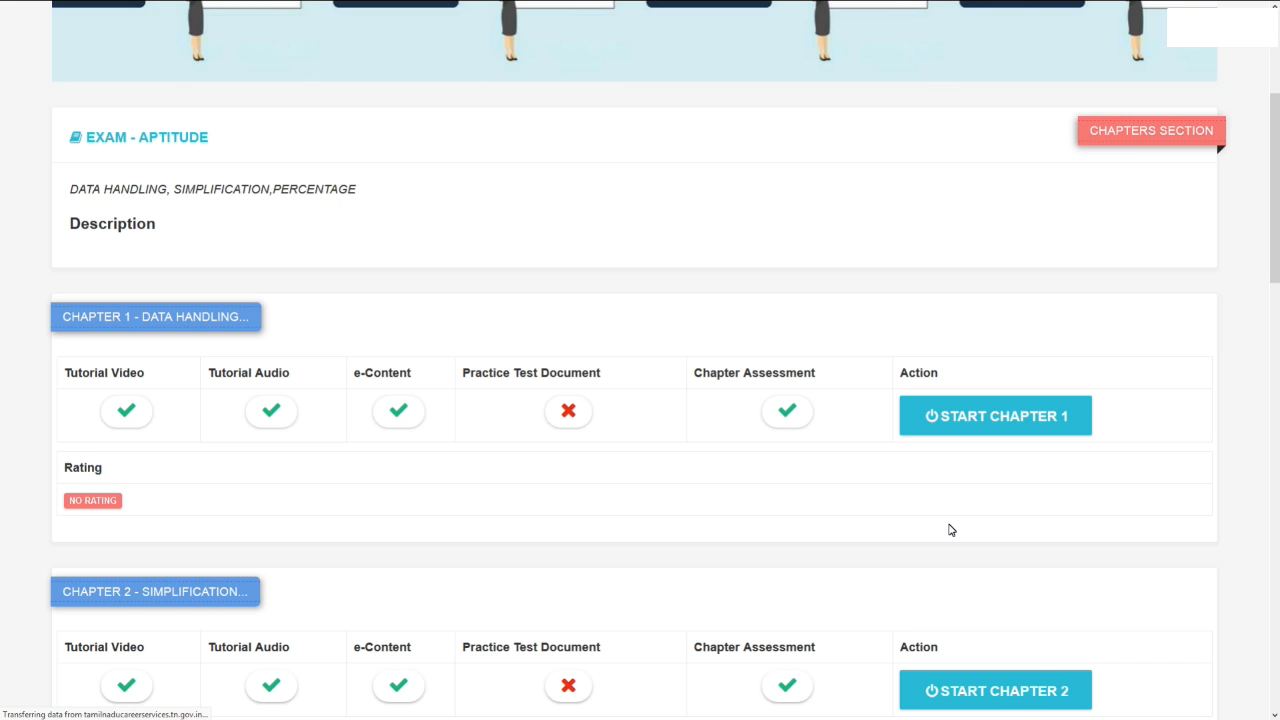 EXAM - APTITUDE
CHAPTERS SECTION
DATA HANDLING, SIMPLIFICATION,PERCENTAGE
Description
CHAPTER 1 - DATA HANDLING...
Tutorial Video Tutorial Audio e-Content Practice Test Document Chapter Assessment Action
START CHAPTER 1
Rating
NO RATING
CHAPTER 2 - SIMPLIFICATION...
Tutorial Video Tutorial Audio e-Content Practice Test Document Chapter Assessment Action
START CHAPTER 2
Transferring data from tamilnaducareerservices.tn.gov.in...